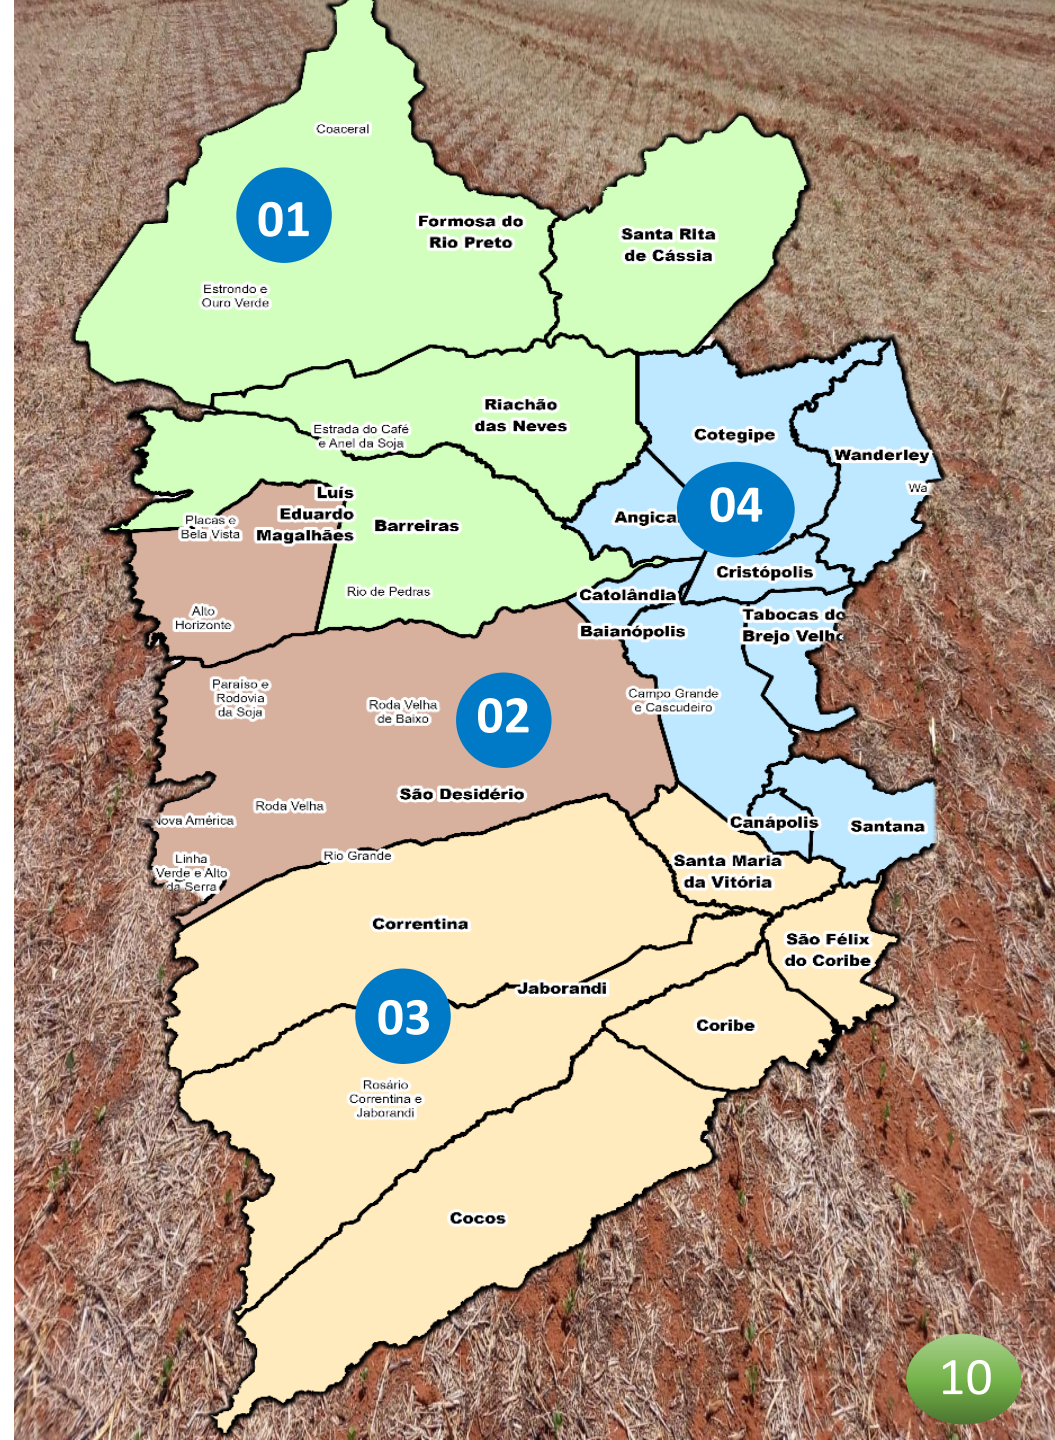 Coaceral
01
Formosa do
Rio Preto
Santa RIta
de Cássia
Estrondo e
Ouro Verde
Riachão
das Neves
Estrada do Café
e Anel da Soja
Cotegipe
Wanderley
Wa
Luís
Eduardo
Magalhães
Placas e
Bela Vista
Barreiras
Angica
04
Cristópolis
Rio de Pedras
Catolândia
Alto
Horizonte
Baianópolis
Tabocas do
Brejo Velho
Paraíso e
Rodovia
da Soja
Roda Velha
de Baixo
02
Campo Grande
e Cascudeiro
São Desidério
Roda Velha
Nova América
Canápolis
Santana
Rio Grande
Linha
Verde e Alto
da Serra
Santa Maria
da Vitória
Correntina
São Félix
do Coribe
Jaborandi
03
Coribe
Rosário
Correntina e
Jaborandi
Cocos
10